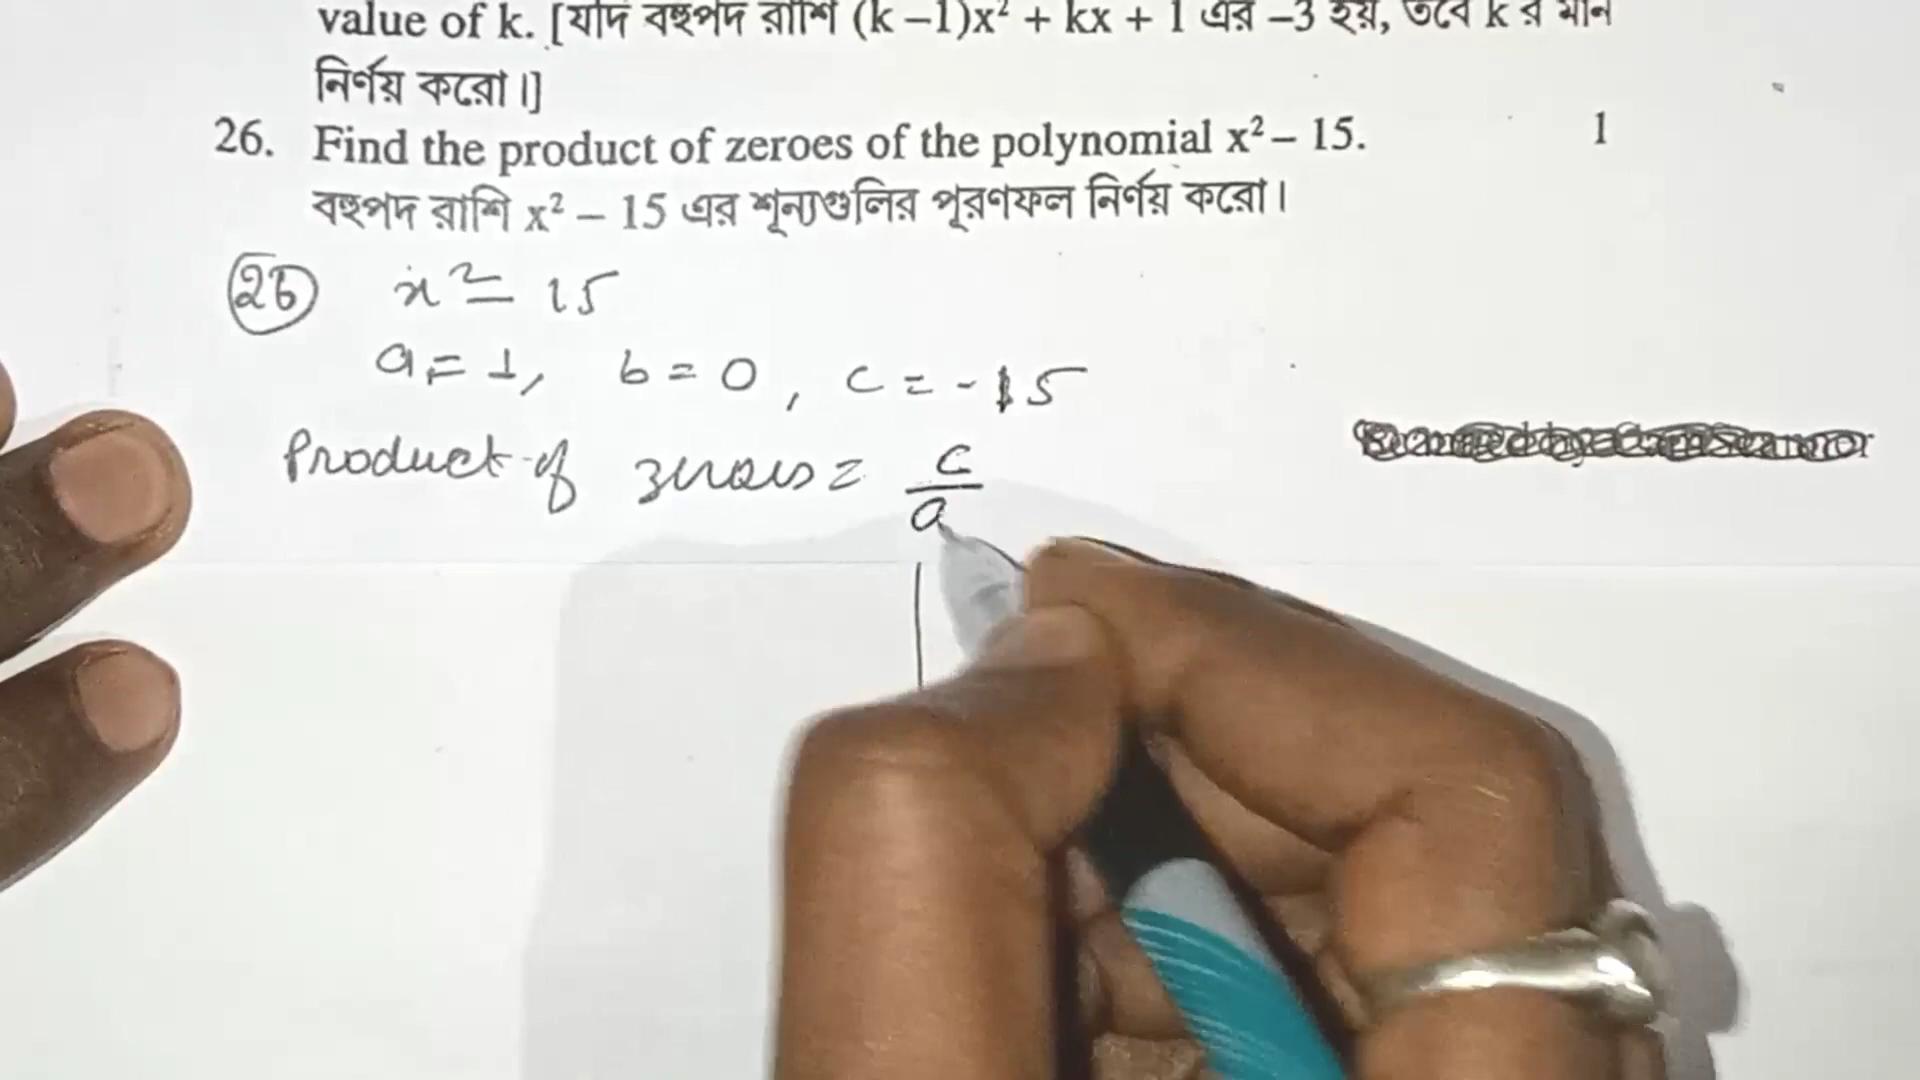 value of k. [যদি বহুপদ রাশি (k –1)x² + kx + 1 এর –3 হয়, তবে k র মান
নির্ণয় করো।]
26. Find the product of zeroes of the polynomial x² – 15. 1
বহুপদ রাশি x² – 15 এর শূন্যগুলির পূরণফল নির্ণয় করো।
26 x² – 15
a = 1, b = 0, c = -15
Product of zeroes = c/a